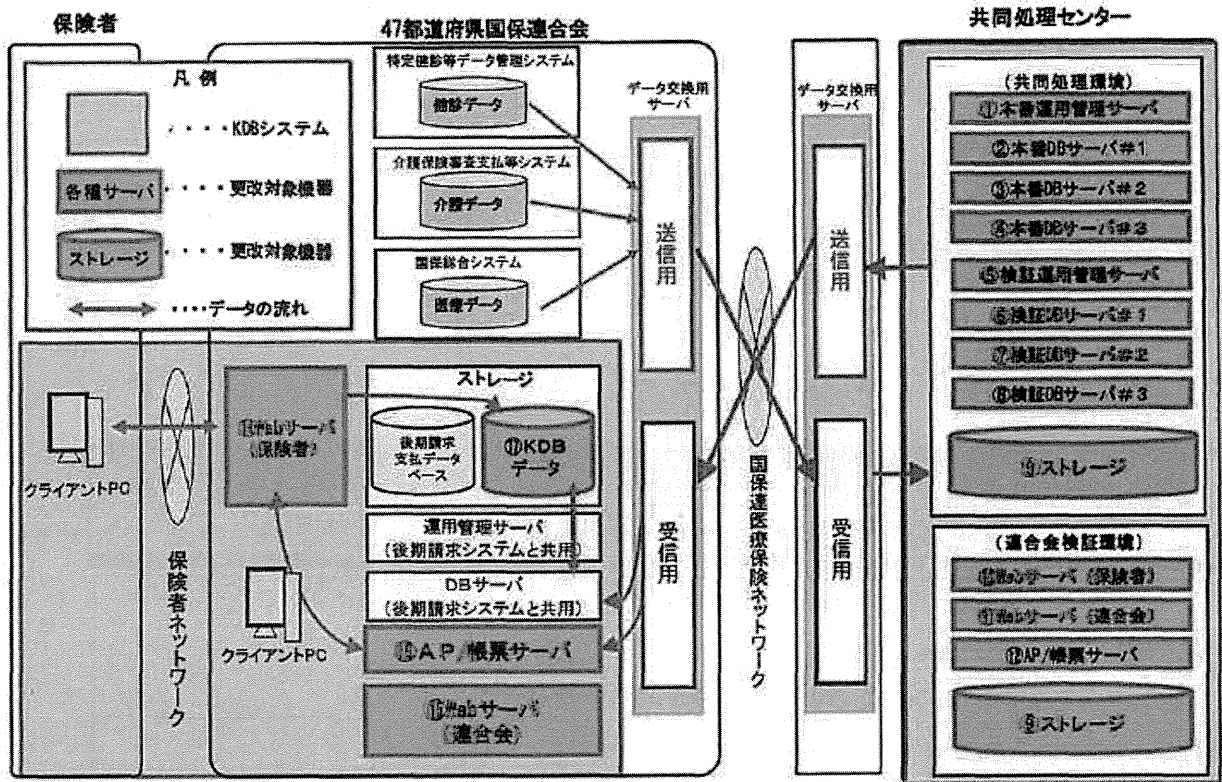 保険者
47都道府県国保連合会
共同処理センター
凡 例
・・・・KDBシステム
各種サーバ
・・・・更改対象機器
ストレージ
・・・・更改対象機器
・・・・データの流れ
特定健診等データ管理システム
健診データ
介護保険審査支払等システム
介護データ
国保総合システム
医療データ
データ交換用
サーバ
送信用
受信用
データ交換用
サーバ
送信用
受信用
国保連医療保険ネットワーク
(共同処理環境)
①本番運用管理サーバ
②本番DBサーバ#1
③本番DBサーバ#2
④本番DBサーバ#3
⑤検証運用管理サーバ
⑥検証DBサーバ#1
⑦検証DBサーバ#2
⑧検証DBサーバ#3
ストレージ
(連合会検証環境)
Webサーバ(保険者)
Webサーバ(連合会)
⑫AP/帳票サーバ
ストレージ
クライアントPC
保険者ネットワーク
Webサーバ
(保険者)
ストレージ
後期請求
支払データ
ベース
⑰KDB
データ
運用管理サーバ
(後期請求システムと共用)
DBサーバ
(後期請求システムと共用)
クライアントPC
AP/帳票サーバ
Webサーバ
(連合会)